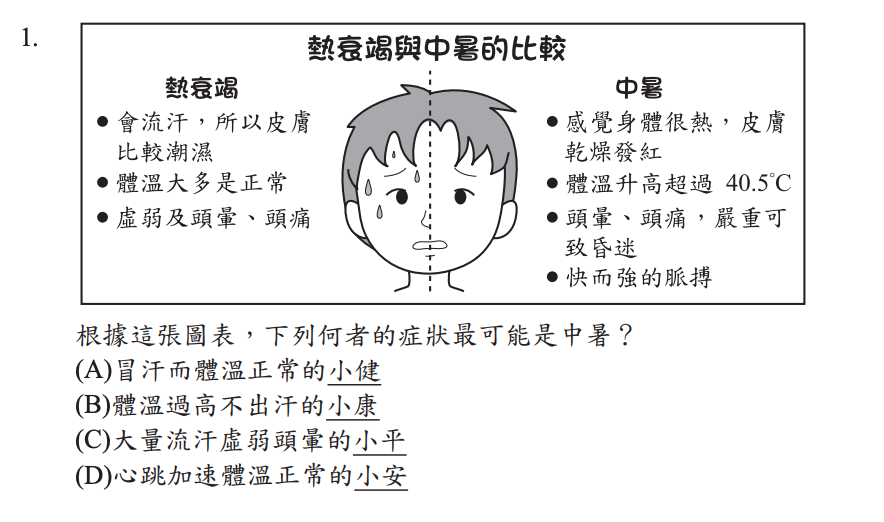 1.
熱衰竭與中暑的比較
熱衰竭
● 會流汗，所以皮膚
比較潮濕
● 體溫大多是正常
● 虛弱及頭暈、頭痛
中暑
● 感覺身體很熱，皮膚
乾燥發紅
● 體溫升高超過 40.5℃
● 頭暈、頭痛，嚴重可
致昏迷
● 快而強的脈搏
根據這張圖表，下列何者的症狀最可能是中暑？
(A)冒汗而體溫正常的小健
(B)體溫過高不出汗的小康
(C)大量流汗虛弱頭暈的小平
(D)心跳加速體溫正常的小安